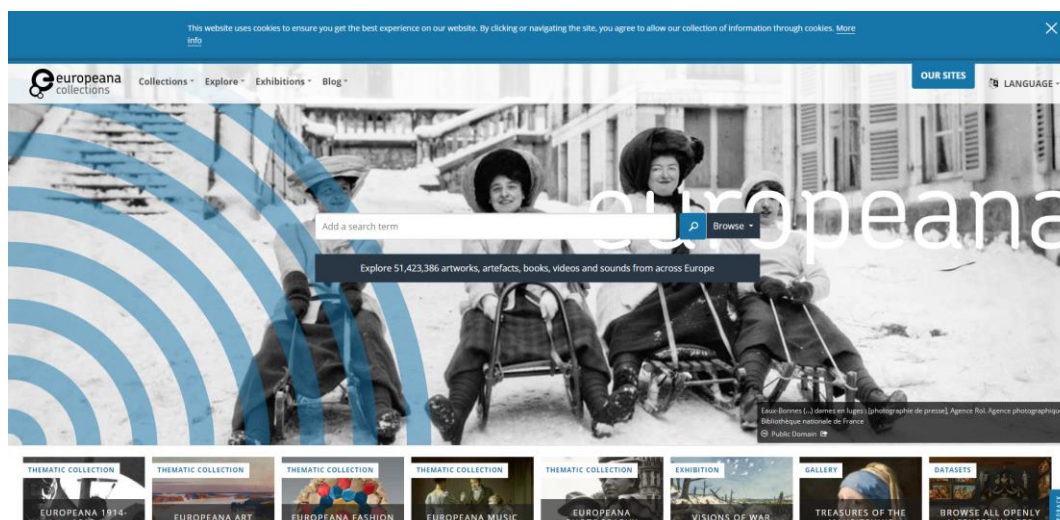 This website uses cookies to ensure you get the best experience on our website. By clicking or navigating the site, you agree to allow our collection of information through cookies. More
info
europeana
collections
Collections
Explore
Exhibitions
Blog
OUR SITES
LANGUAGE
europeana
Add a search term
Browse
Explore 51,423,386 artworks, artefacts, books, videos and sounds from across Europe
Eaux-Bonnes (...) dames en luges : [photographie de presse], Agence Rol. Agence photographique
Bibliothèque nationale de France
Public Domain
THEMATIC COLLECTION
EUROPEANA 1914-
THEMATIC COLLECTION
EUROPEANA ART
THEMATIC COLLECTION
EUROPEANA FASHION
THEMATIC COLLECTION
EUROPEANA MUSIC
THEMATIC COLLECTION
EUROPEANA
EXHIBITION
VISIONS OF WAR
GALLERY
TREASURES OF THE
DATASETS
BROWSE ALL OPENLY